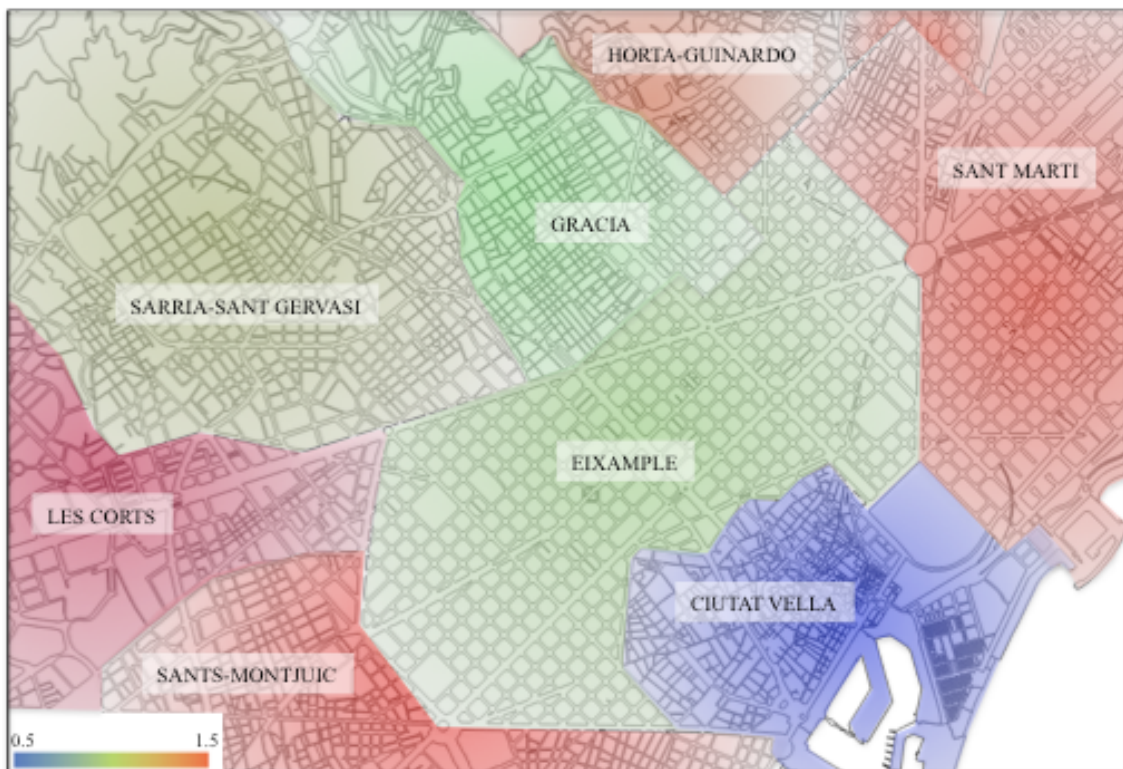 HORTA-GUINARDO
SANT MARTI
GRACIA
SARRIA-SANT GERVASI
EIXAMPLE
LES CORTS
CIUTAT VELLA
SANTS-MONTJUIC
0.5 1.5